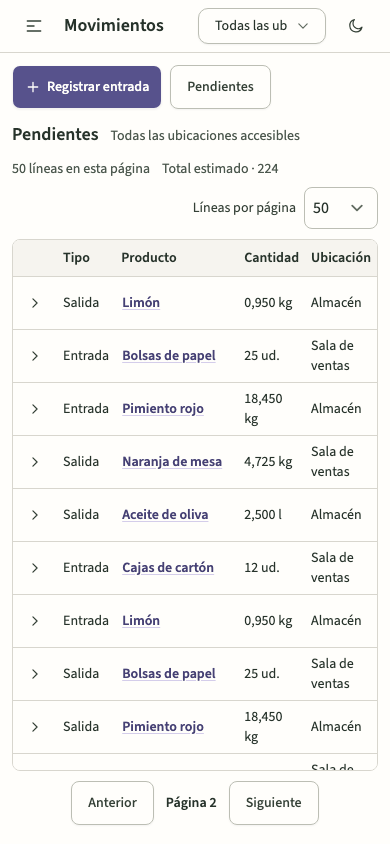 Movimientos
Todas las ub
Registrar entrada
Pendientes
Pendientes Todas las ubicaciones accesibles
50 líneas en esta página Total estimado · 224
Líneas por página 50
Tipo Producto Cantidad Ubicación
Salida Limón 0,950 kg Almacén
Entrada Bolsas de papel 25 ud. Sala de
ventas
Entrada Pimiento rojo 18,450
kg Almacén
Salida Naranja de mesa 4,725 kg Sala de
ventas
Salida Aceite de oliva 2,500 l Almacén
Entrada Cajas de cartón 12 ud. Sala de
ventas
Entrada Limón 0,950 kg Almacén
Salida Bolsas de papel 25 ud. Sala de
ventas
Salida Pimiento rojo 18,450
kg Almacén
Sala de
Anterior Página 2 Siguiente